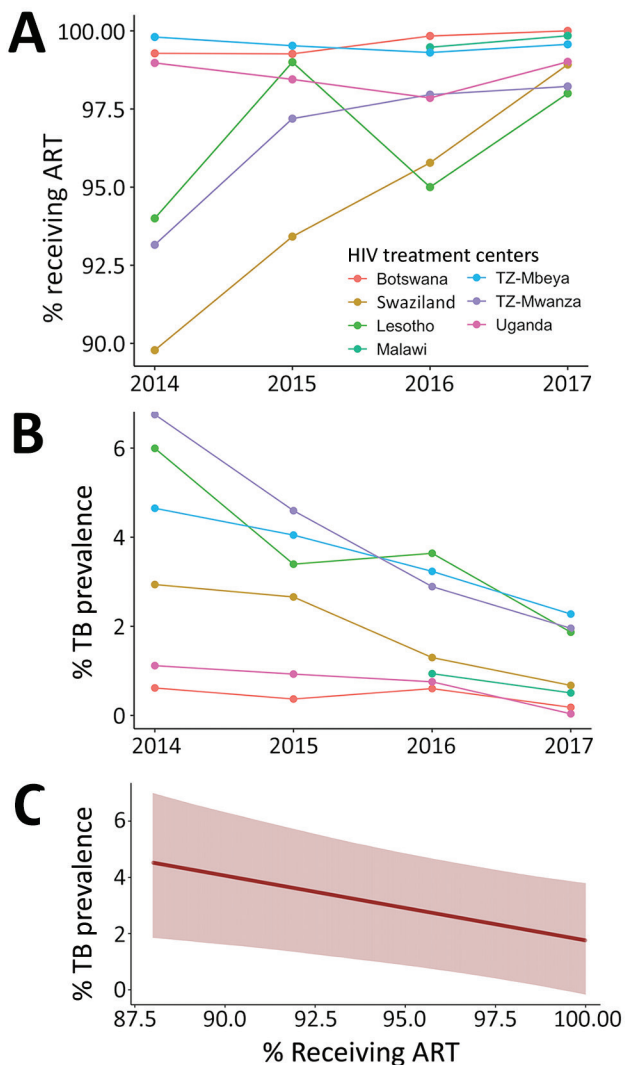 A
% receiving ART
100.00
97.5
95.0
92.5
90.0
HIV treatment centers
Botswana
TZ-Mbeya
Swaziland
TZ-Mwanza
Lesotho
Uganda
Malawi
2014 2015 2016 2017
B
% TB prevalence
6
4
2
0
2014 2015 2016 2017
C
% TB prevalence
6
4
2
0
87.5 90.0 92.5 95.0 97.5 100.00
% Receiving ART